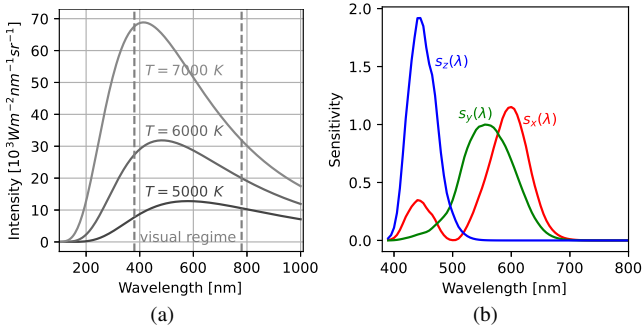 Intensity [10³Wm⁻²nm⁻¹sr⁻¹]
70
60
50
40
30
20
10
0
T = 7000 K
T = 6000 K
T = 5000 K
visual regime
200 400 600 800 1000
Wavelength [nm]
(a)
Sensitivity
2.0
1.5
1.0
0.5
0.0
s_z(λ)
s_y(λ)
s_x(λ)
400 500 600 700 800
Wavelength [nm]
(b)